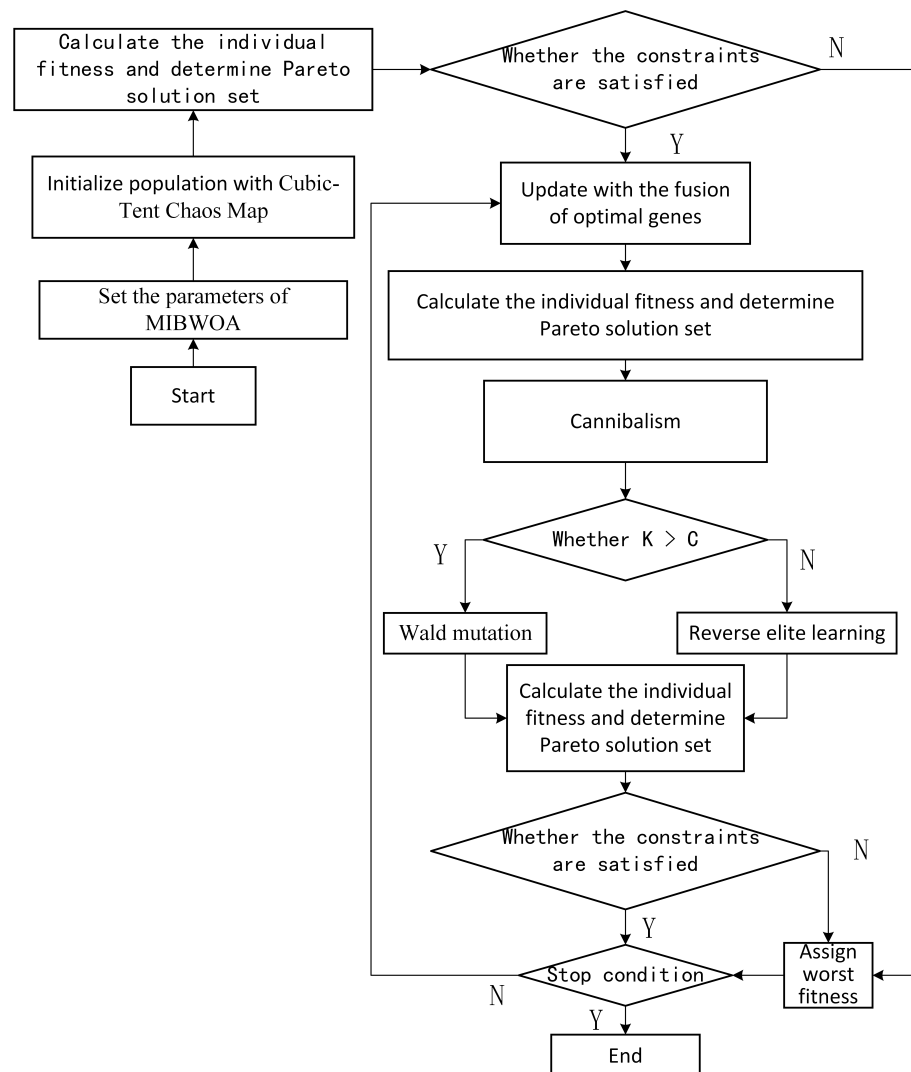 Calculate the individual
fitness and determine Pareto
solution set
Whether the constraints
are satisfied
N
Y
Initialize population with Cubic-
Tent Chaos Map
Update with the fusion
of optimal genes
Set the parameters of
MIBWOA
Calculate the individual fitness and determine
Pareto solution set
Start
Cannibalism
Whether K > C
Y
N
Wald mutation
Reverse elite learning
Calculate the individual
fitness and determine
Pareto solution set
Whether the constraints
are satisfied
N
Y
Assign
worst
fitness
Stop condition
N
Y
End